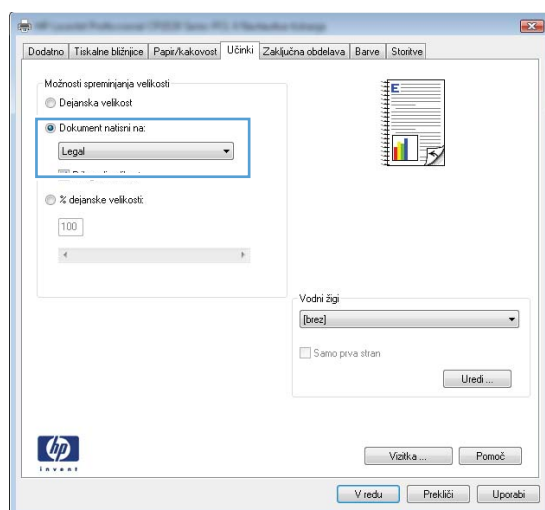 Dodatno Tiskalne bližnjice Papir/kakovost Učinki Zaključna obdelava Barve Storitve
Možnosti spreminjanja velikosti
Dejanska velikost
Dokument natisni na:
Legal
% dejanske velikosti:
100
E
Vodni žigi
[brez]
Samo prva stran
Uredi ...
hp
invent
Vizitka ... Pomoč
V redu Prekliči Uporabi